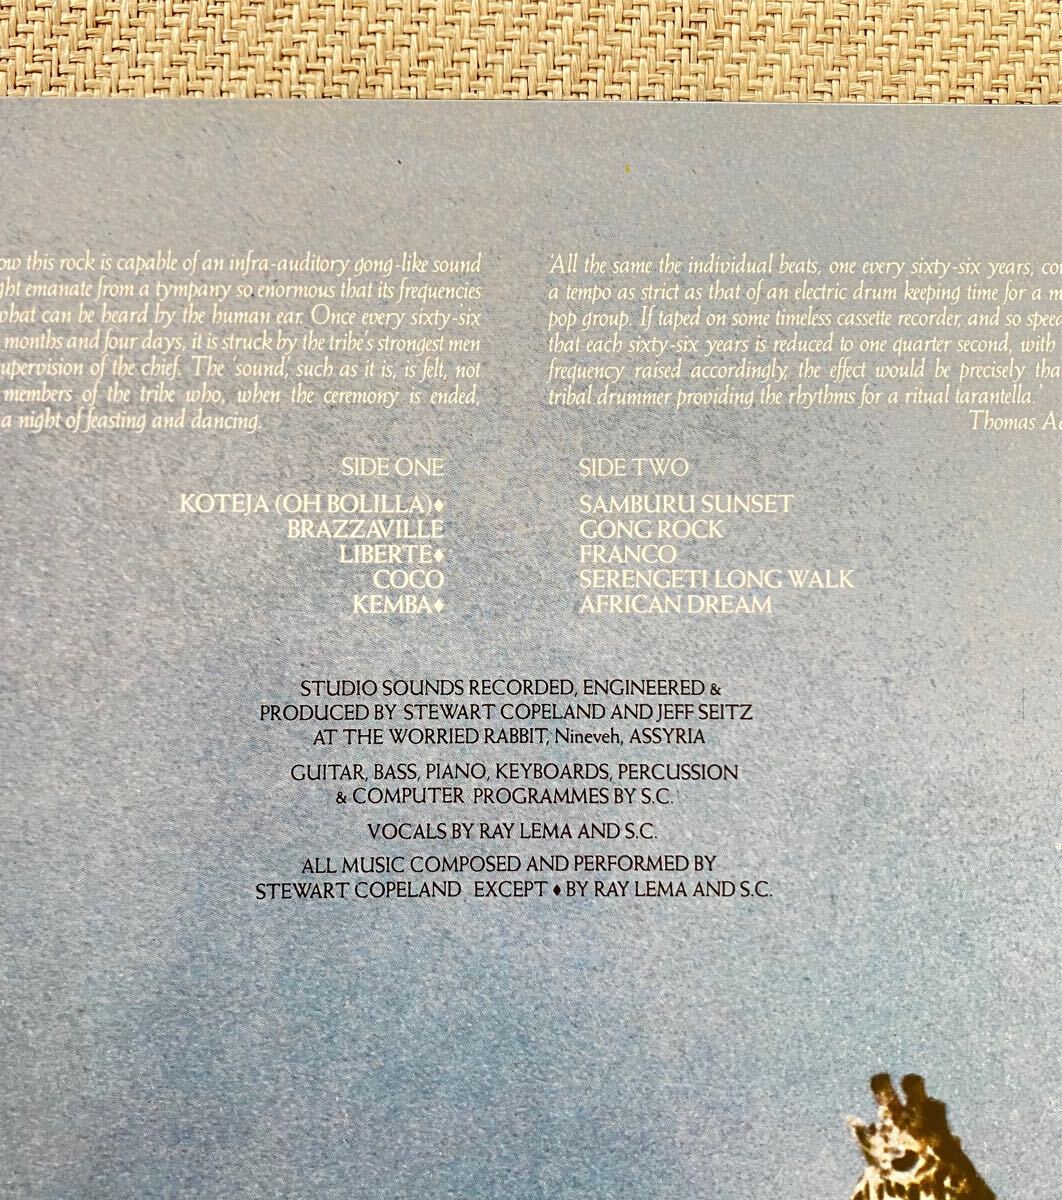 this rock is capable of an infra-auditory gong-like sound
emanate from a tympany so enormous that its frequencies
what can be heard by the human ear. Once every sixty-six
months and four days, it is struck by the tribe's strongest men
supervision of the chief. The 'sound', such as it is, is felt, not
members of the tribe who, when the ceremony is ended,
a night of feasting and dancing.
'All the same the individual beats, one every sixty-six years,
a tempo as strict as that of an electric drum keeping time for a
pop group. If taped on some timeless cassette recorder, and so
that each sixty-six years is reduced to one quarter second, with
frequency raised accordingly, the effect would be precisely
tribal drummer providing the rhythms for a ritual tarantella.'
Thomas
SIDE ONE
KOTEJA (OH BOLILLA)♦
BRAZZAVILLE
LIBERTE♦
COCO
KEMBA♦
SIDE TWO
SAMBURU SUNSET
GONG ROCK
FRANCO
SERENGETI LONG WALK
AFRICAN DREAM
STUDIO SOUNDS RECORDED, ENGINEERED &
PRODUCED BY STEWART COPELAND AND JEFF SEITZ
AT THE WORRIED RABBIT, Nineveh, ASSYRIA
GUITAR, BASS, PIANO, KEYBOARDS, PERCUSSION
& COMPUTER PROGRAMMES BY S.C.
VOCALS BY RAY LEMA AND S.C.
ALL MUSIC COMPOSED AND PERFORMED BY
STEWART COPELAND EXCEPT ♦ BY RAY LEMA AND S.C.